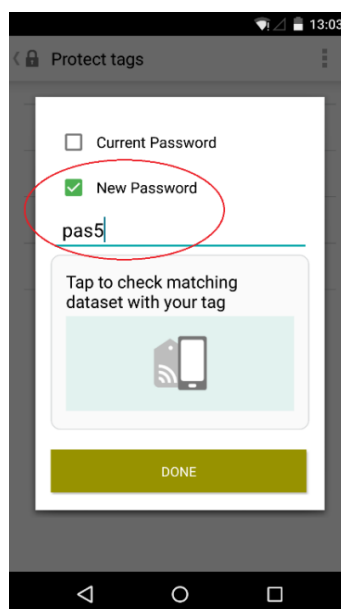 13:03
Protect tags
Current Password
New Password
pas5
Tap to check matching
dataset with your tag
DONE